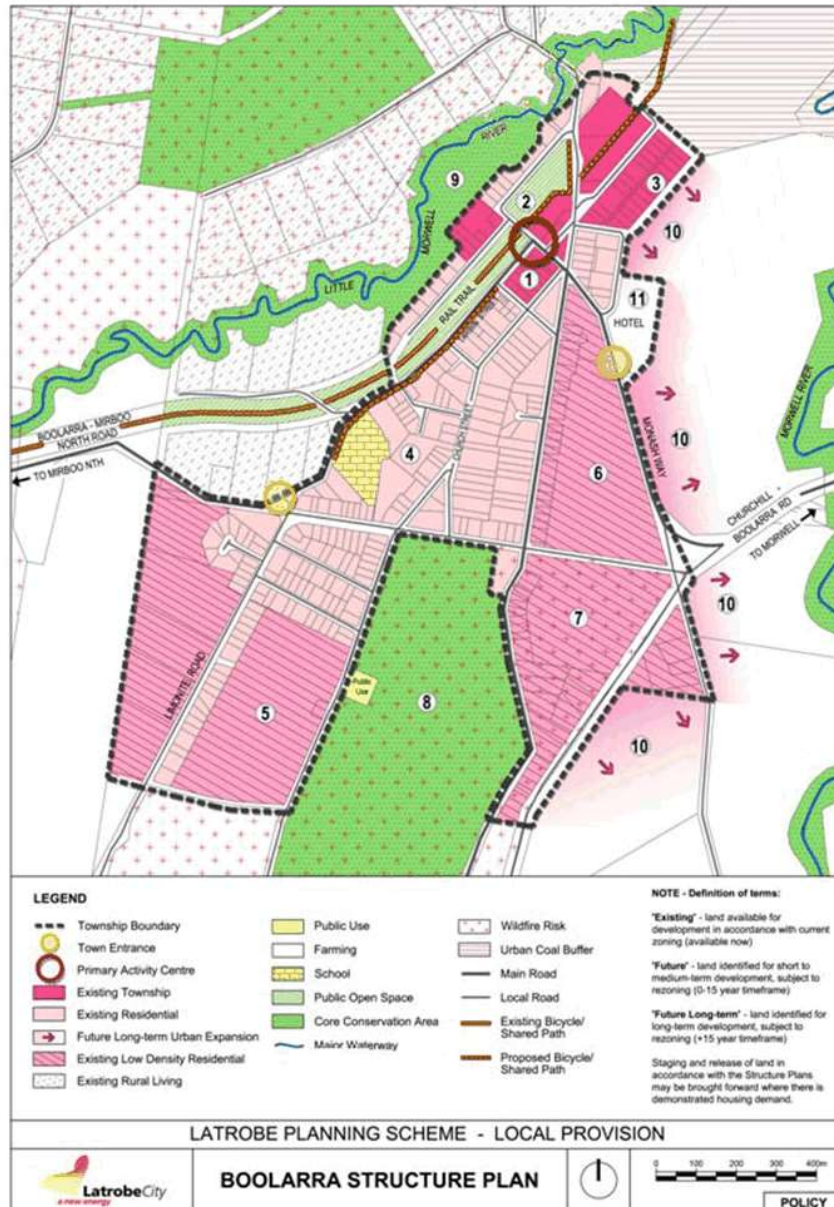 RIVER
9
MORWELL
LITTLE
2
3
10
1
11
HOTEL
RAIL TRAIL
BOOLARRA - MIRBOO
NORTH ROAD
TO MIRBOO NTH
4
MONASH WAY
10
MORWELL RIVER
6
CHURCHILL -
BOOLARRA RD
TO MORWELL
10
7
LIMONITE ROAD
5
Public
Use
8
10
LEGEND
Township Boundary
Town Entrance
Primary Activity Centre
Existing Township
Existing Residential
Future Long-term Urban Expansion
Existing Low Density Residential
Existing Rural Living
Public Use
Farming
School
Public Open Space
Core Conservation Area
Major Waterway
Wildfire Risk
Urban Coal Buffer
Main Road
Local Road
Existing Bicycle/
Shared Path
Proposed Bicycle/
Shared Path
NOTE - Definition of terms:
'Existing' - land available for
development in accordance with current
zoning (available now)
'Future' - land identified for short to
medium-term development, subject to
rezoning (0-15 year timeframe)
'Future Long-term' - land identified for
long-term development, subject to
rezoning (+15 year timeframe)
Staging and release of land in
accordance with the Structure Plans
may be brought forward where there is
demonstrated housing demand.
LATROBE PLANNING SCHEME - LOCAL PROVISION
LatrobeCity
a new energy
BOOLARRA STRUCTURE PLAN
0 100 200 300 400m
POLICY